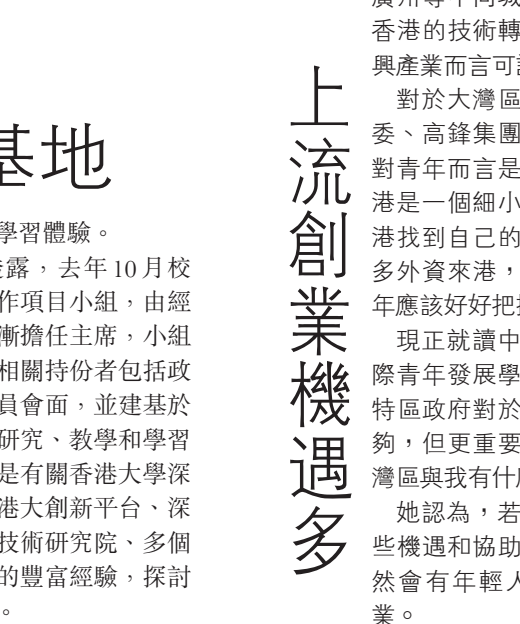 基地
學習體驗。
露，去年10月校
作項目小組，由經
漸擔任主席，小組
相關持份者包括政
員會面，並建基於
研究、教學和學習
是有關香港大學深
港大創新平台、深
技術研究院、多個
的豐富經驗，探討
。
上流創業機遇多
香港的技術轉
興產業而言可
對於大灣區
委、高鋒集團
對青年而言是
港是一個細小
港找到自己的
多外資來港，
年應該好好把
現正就讀中
際青年發展學
特區政府對於
夠，但更重要
灣區與我有什
她認為，若
些機遇和協助
然會有年輕人
業。